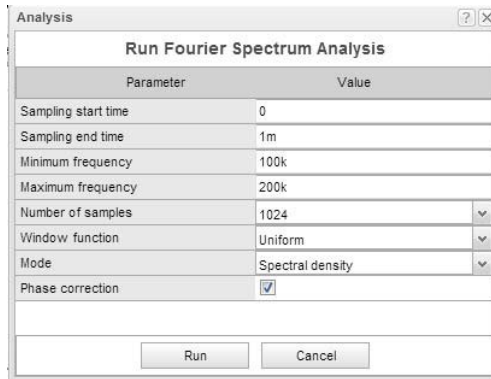 Analysis
Run Fourier Spectrum Analysis
Parameter Value
Sampling start time 0
Sampling end time 1m
Minimum frequency 100k
Maximum frequency 200k
Number of samples 1024
Window function Uniform
Mode Spectral density
Phase correction
Run Cancel